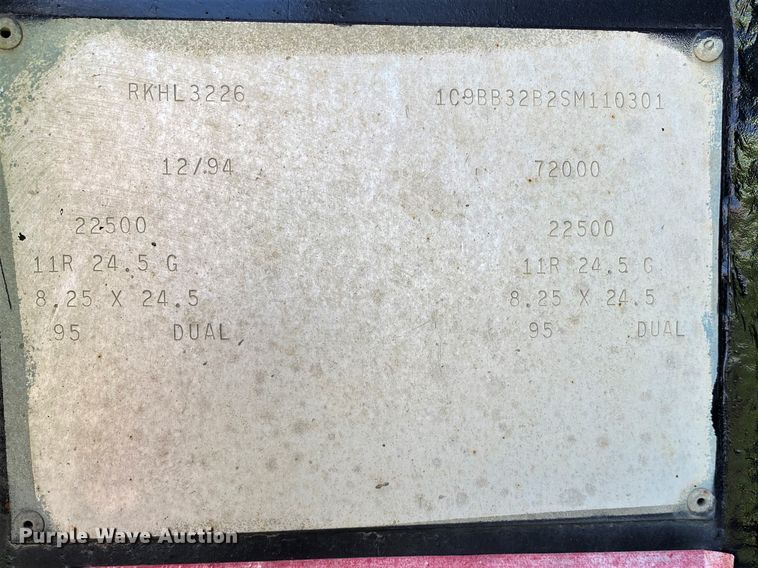 RKHL3226 1C9BB32B2SM110301
12/94 72000
22500 22500
11R 24.5 G 11R 24.5 G
8.25 X 24.5 8.25 X 24.5
95 DUAL 95 DUAL
Purple Wave Auction